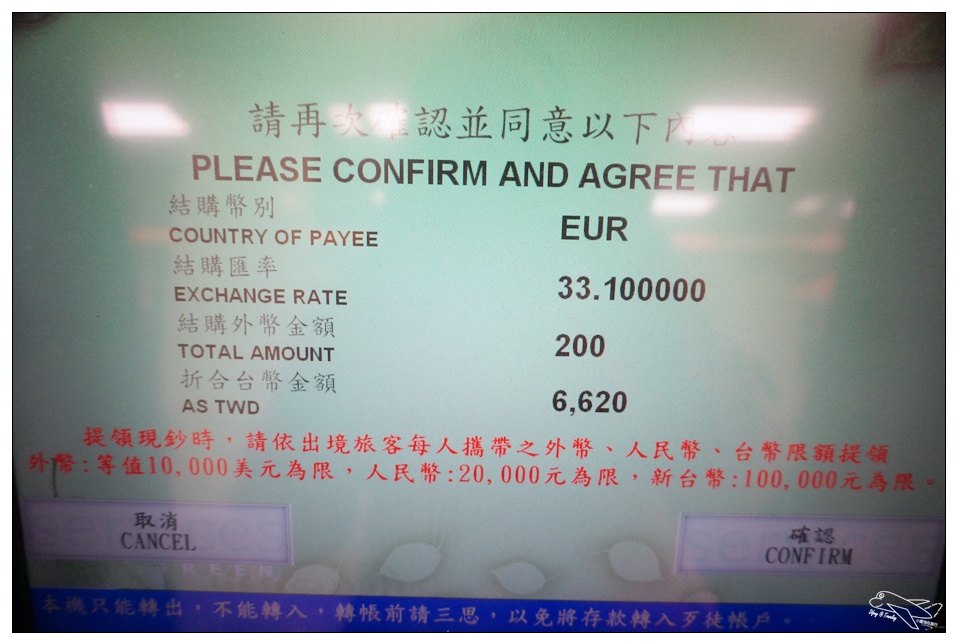 請再次確認並同意以下內容
PLEASE CONFIRM AND AGREE THAT
結購幣別
COUNTRY OF PAYEE EUR
結購匯率
EXCHANGE RATE 33.100000
結購外幣金額
TOTAL AMOUNT 200
折合台幣金額
AS TWD 6,620
提領現鈔時，請依出境旅客每人攜帶之外幣、人民幣、台幣限額提領
外幣:等值10,000美元為限，人民幣:20,000元為限，新台幣:100,000元為限。
取消
CANCEL
確認
CONFIRM
GREEN
本機只能轉出，不能轉入，轉帳前請三思，以免將存款轉入歹徒帳戶。